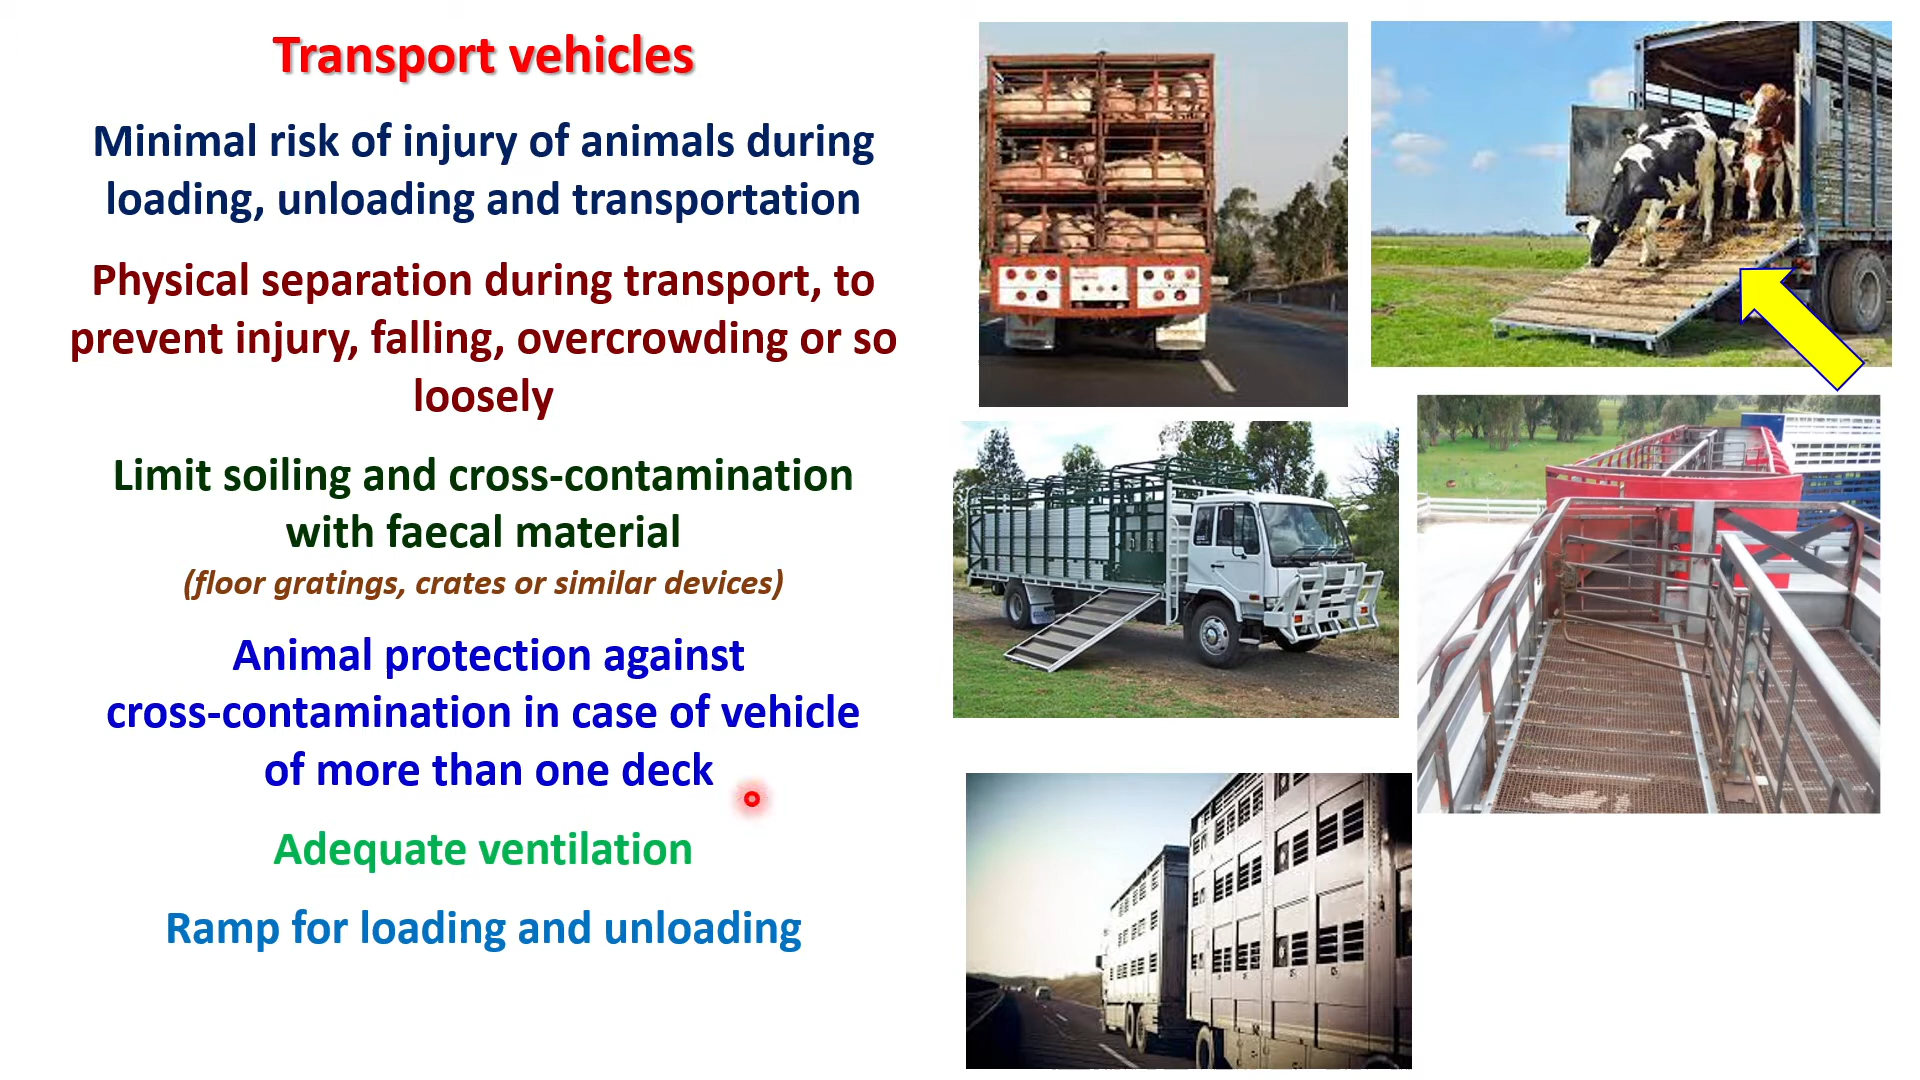 Transport vehicles
Minimal risk of injury of animals during
loading, unloading and transportation
Physical separation during transport, to
prevent injury, falling, overcrowding or so
loosely
Limit soiling and cross-contamination
with faecal material
(floor gratings, crates or similar devices)
Animal protection against
cross-contamination in case of vehicle
of more than one deck
Adequate ventilation
Ramp for loading and unloading